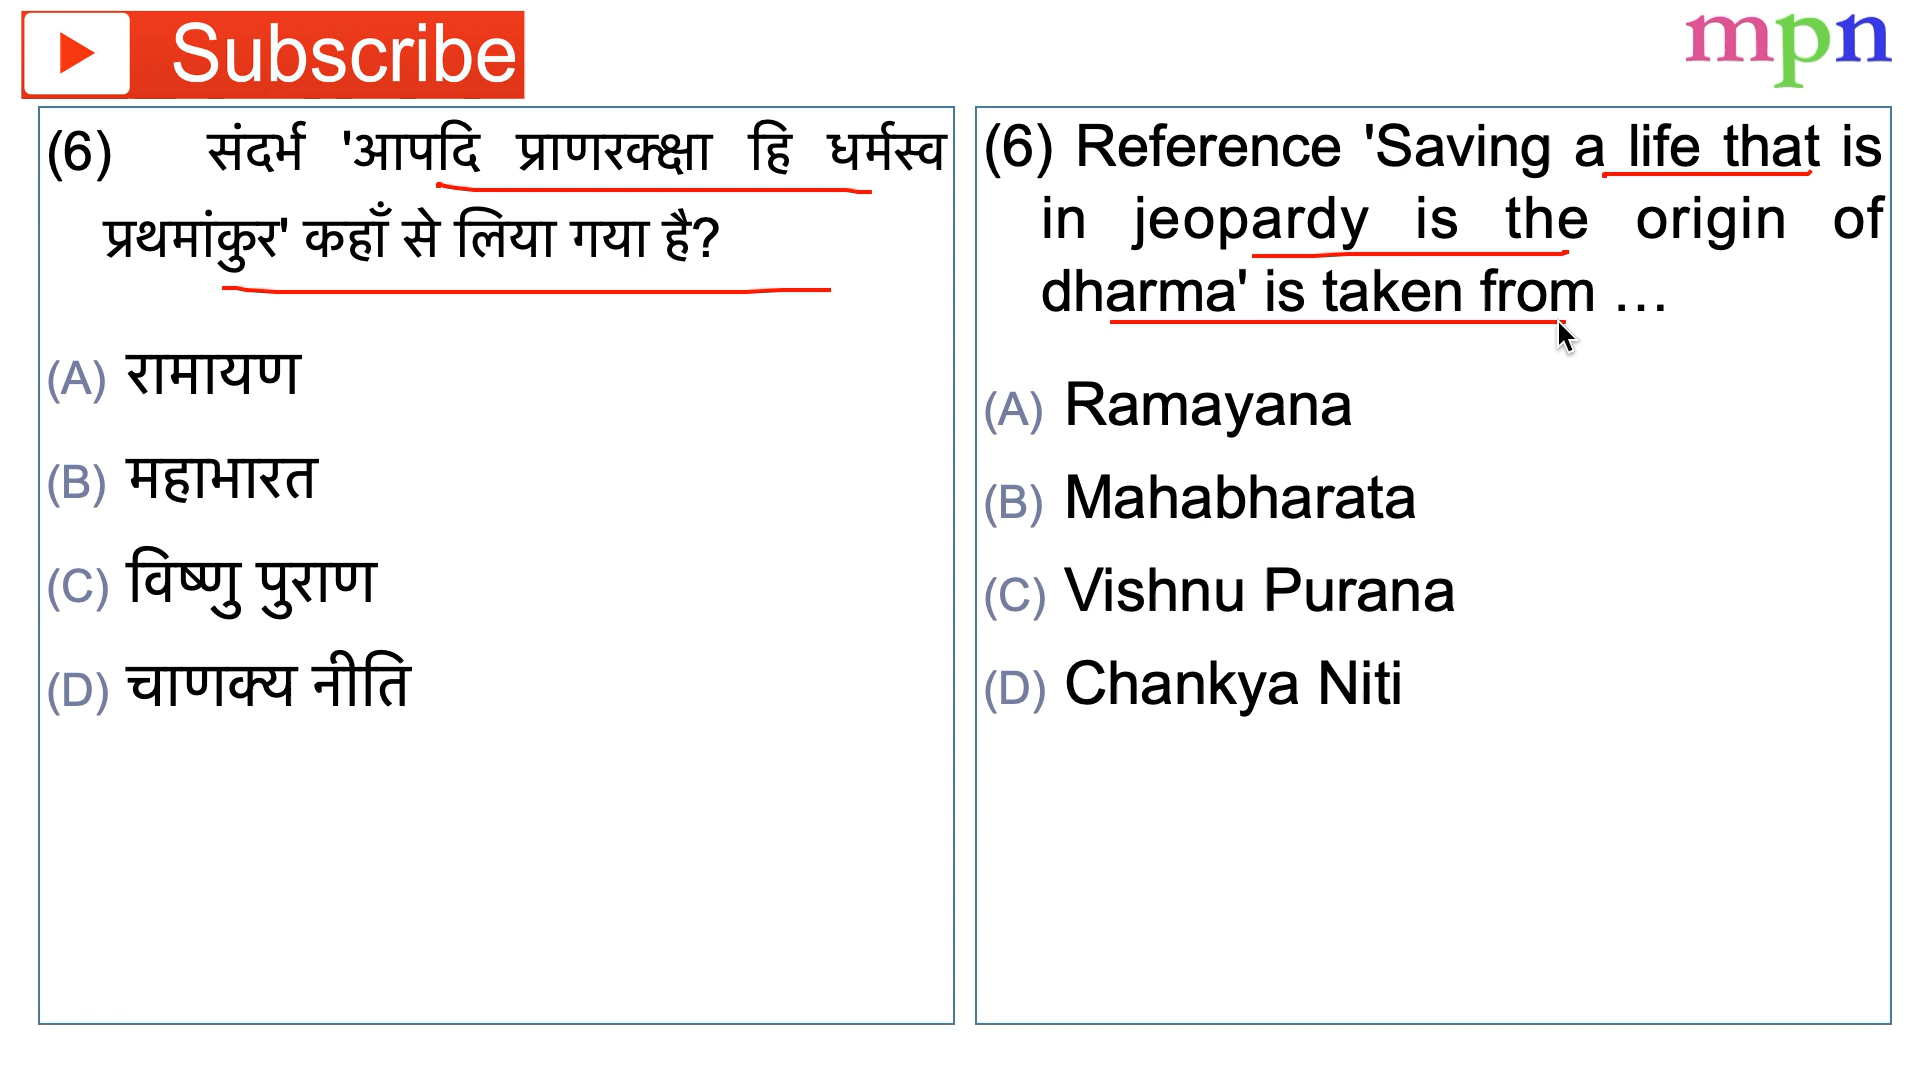 Subscribe
mpn
(6) संदर्भ 'आपदि प्राणरक्क्षा हि धर्मस्व
प्रथमांकुर' कहाँ से लिया गया है?
(A) रामायण
(B) महाभारत
(C) विष्णु पुराण
(D) चाणक्य नीति
(6) Reference 'Saving a life that is
in jeopardy is the origin of
dharma' is taken from ...
(A) Ramayana
(B) Mahabharata
(C) Vishnu Purana
(D) Chankya Niti